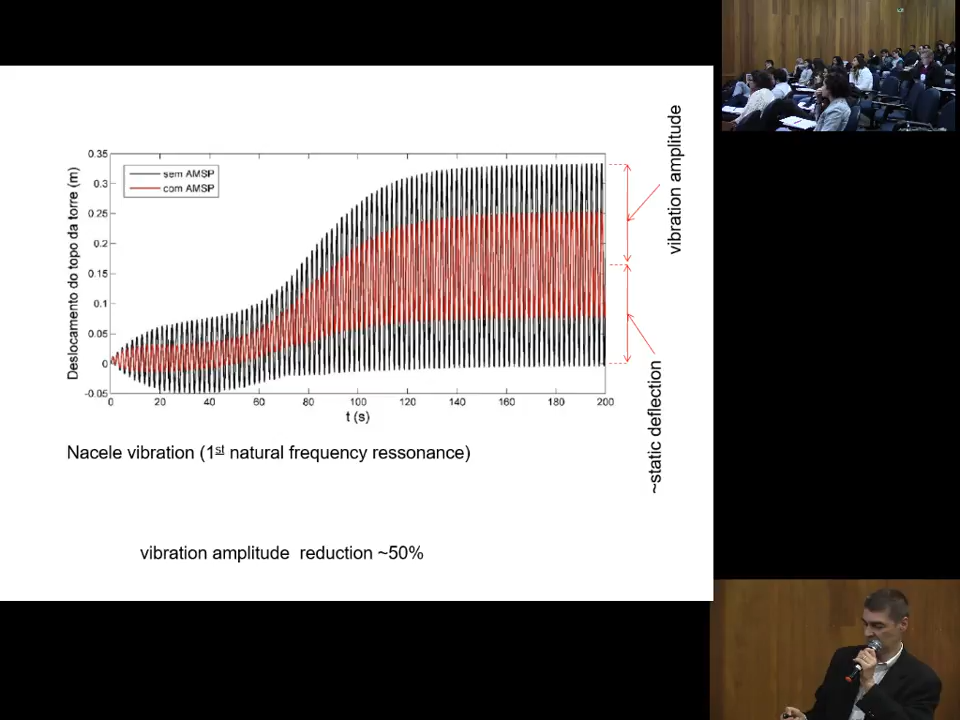 0.35
0.3
0.25
0.2
0.15
0.1
0.05
0
-0.05
Deslocamento do topo da torre (m)
sem AMSP
com AMSP
0 20 40 60 80 100 120 140 160 180 200
t (s)
vibration amplitude
~static deflection
Nacele vibration (1st natural frequency ressonance)
vibration amplitude reduction ~50%